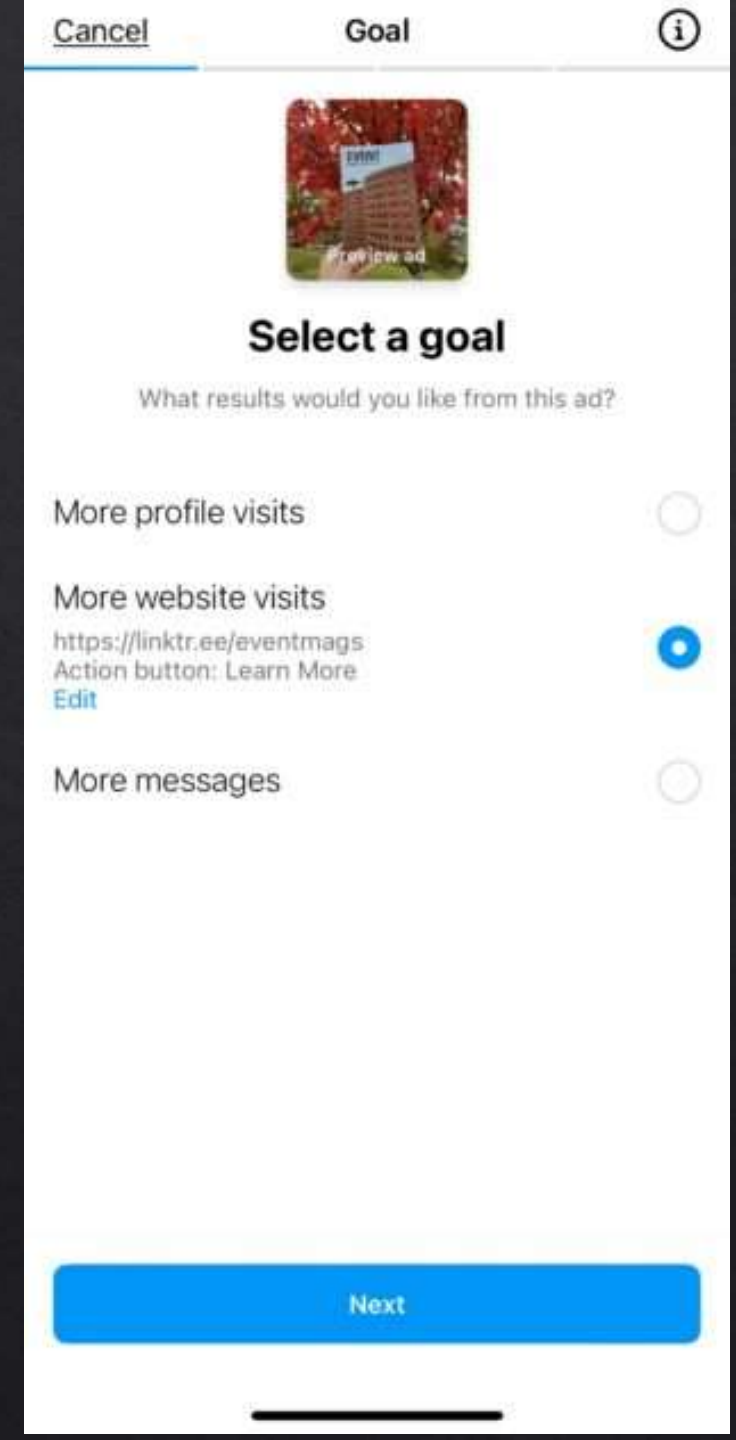 Cancel
Goal
EVENT
Preview ad
Select a goal
What results would you like from this ad?
More profile visits
More website visits
https://linktr.ee/eventmags
Action button: Learn More
Edit
More messages
Next